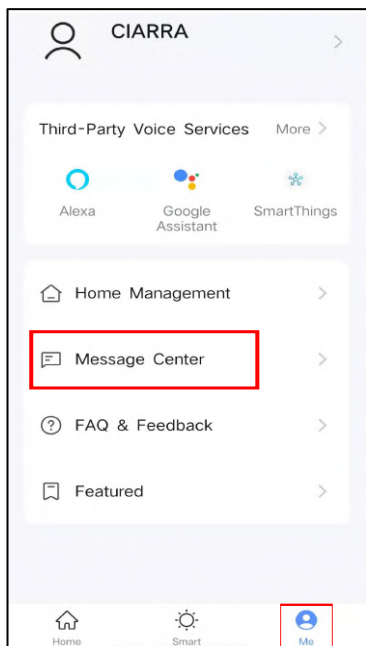 CIARRA
Third-Party Voice Services More
Alexa Google Assistant SmartThings
Home Management
Message Center
FAQ & Feedback
Featured
Home Smart Me